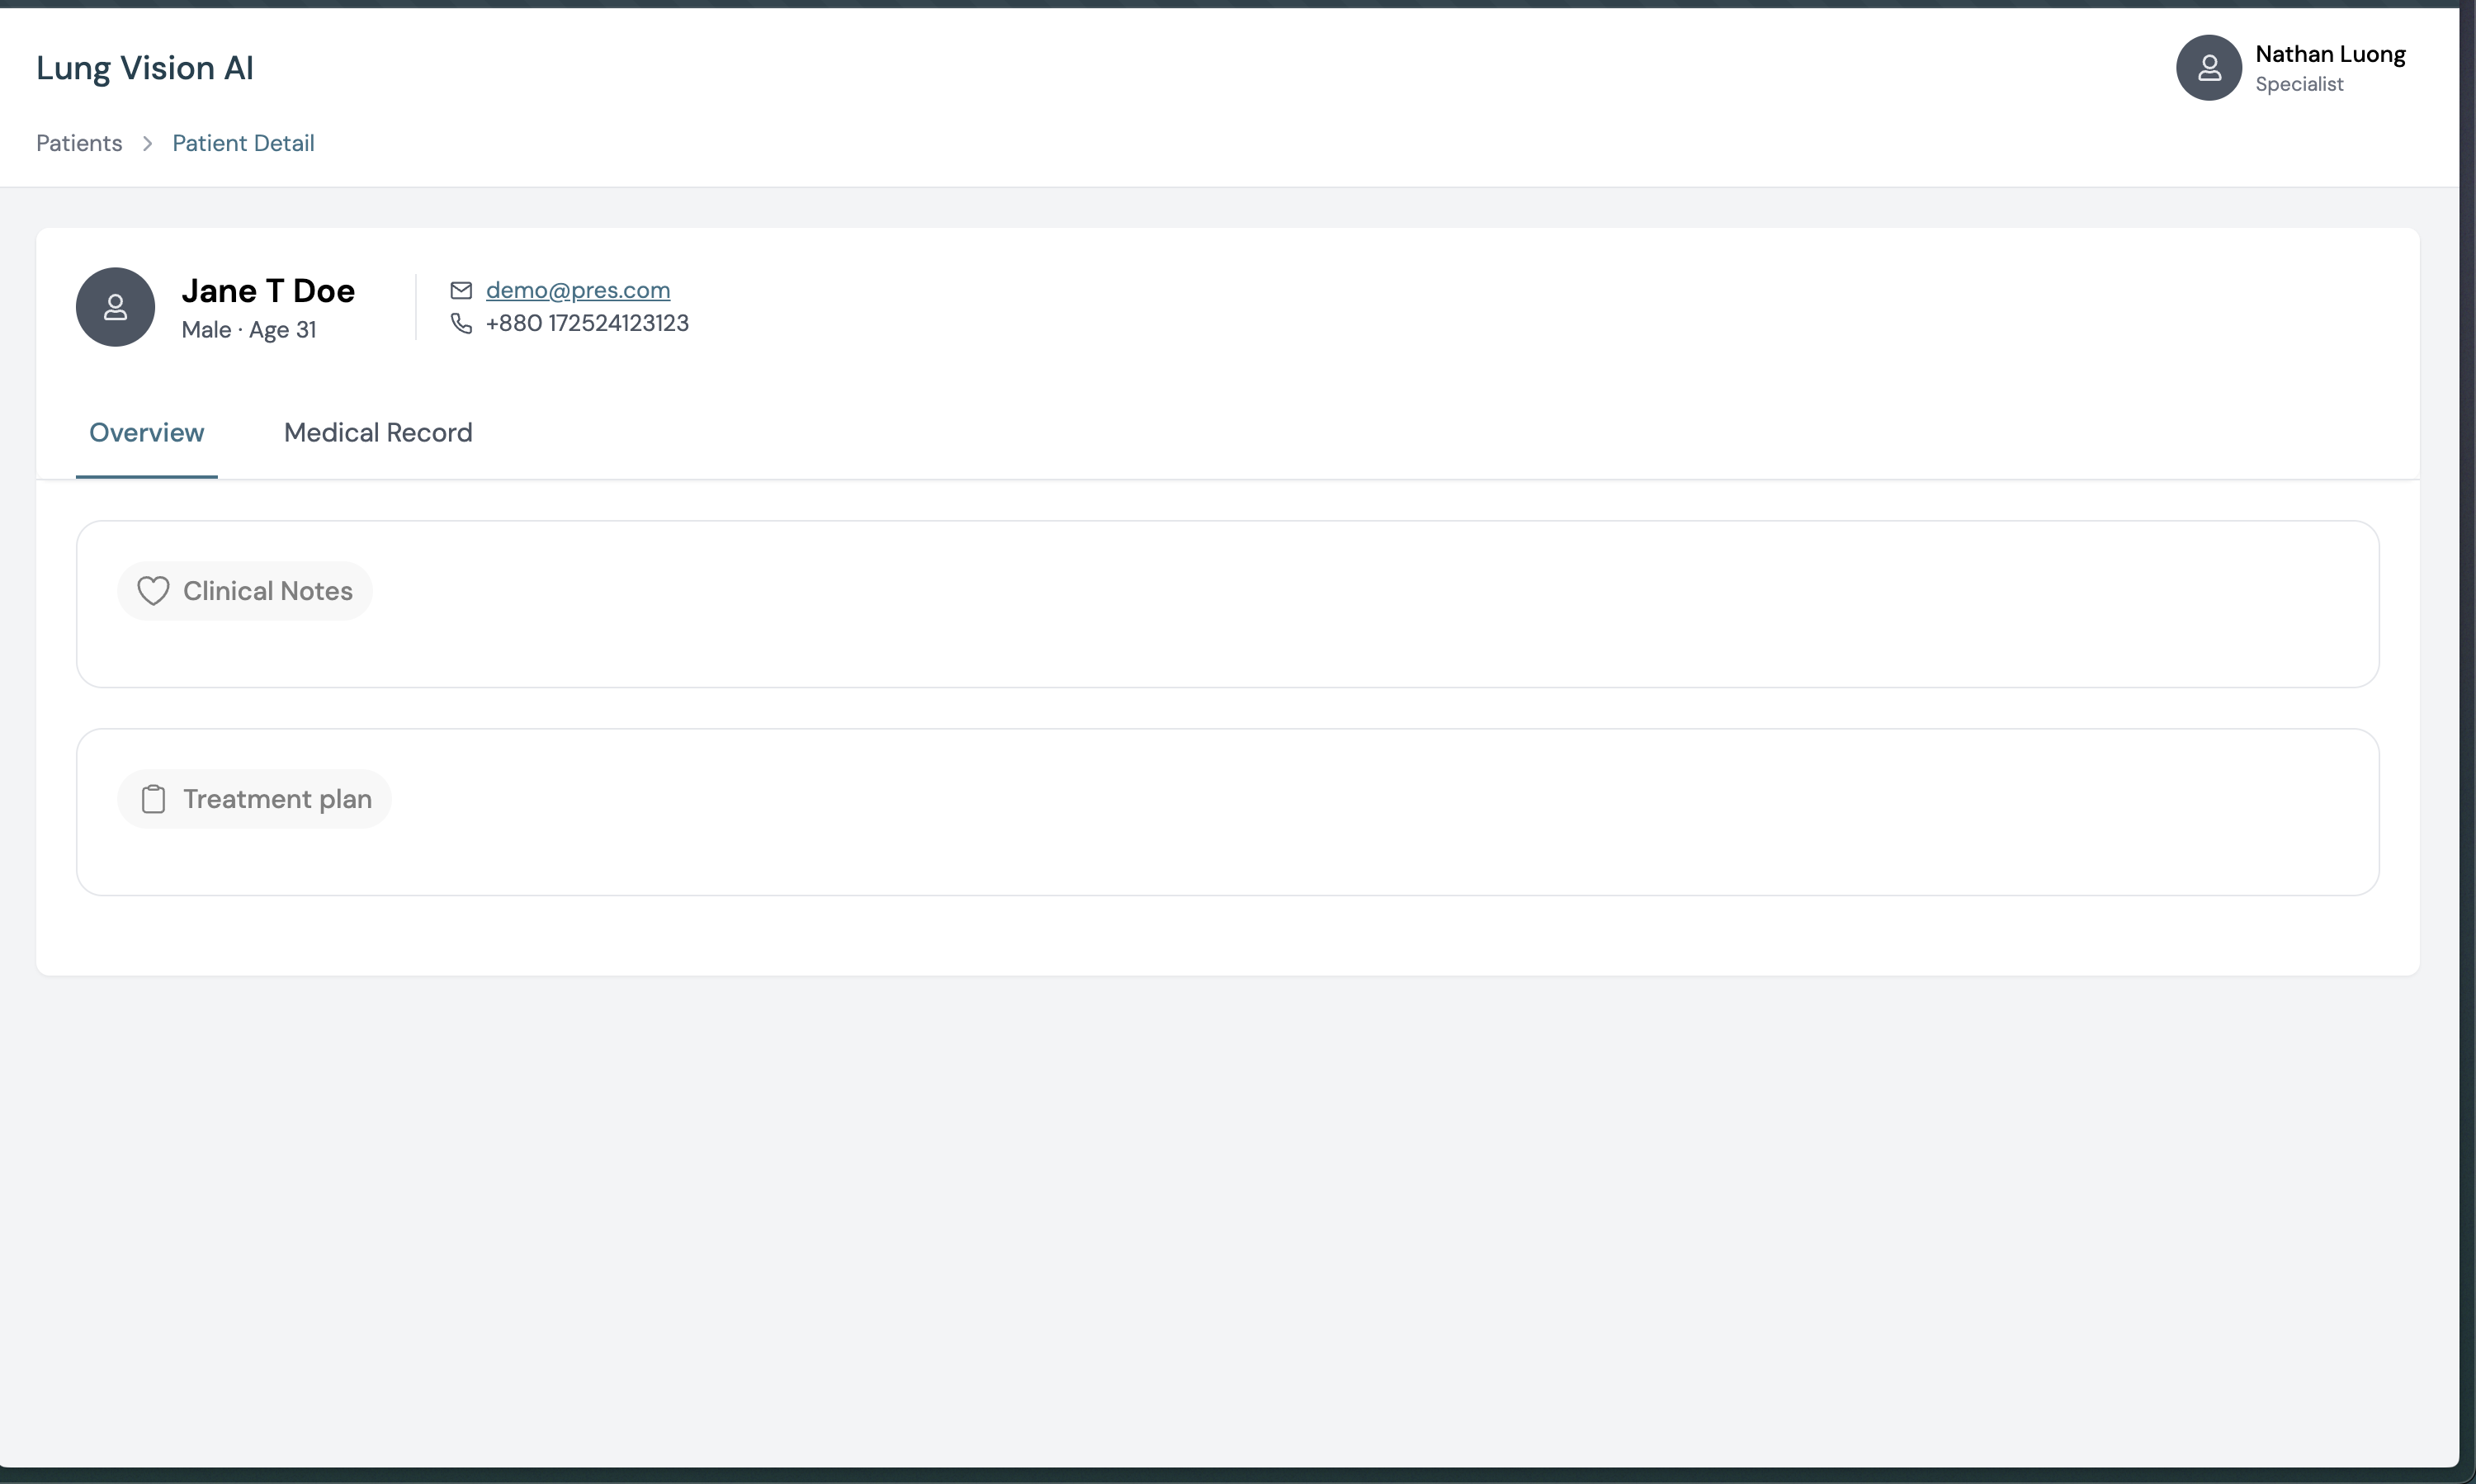 Lung Vision AI
Nathan Luong
Specialist
Patients > Patient Detail
Jane T Doe
Male · Age 31
demo@pres.com
+880 172524123123
Overview
Medical Record
Clinical Notes
Treatment plan